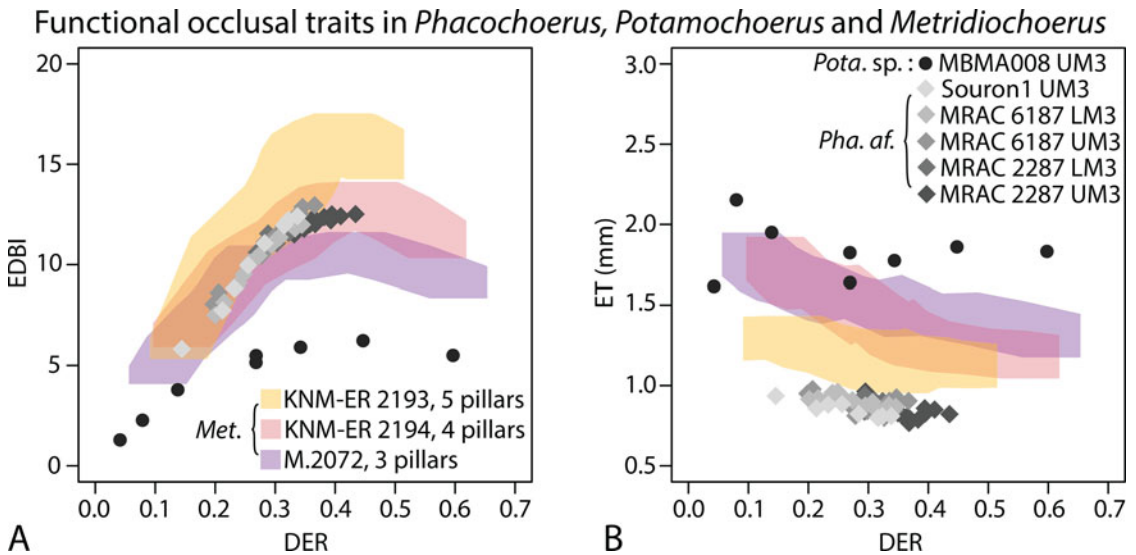 Functional occlusal traits in Phacochoerus, Potamochoerus and Metridiochoerus
20
15
10
5
0
EDBI
0.0 0.1 0.2 0.3 0.4 0.5 0.6 0.7
DER
A
Met.
KNM-ER 2193, 5 pillars
KNM-ER 2194, 4 pillars
M.2072, 3 pillars
3.0
2.5
2.0
1.5
1.0
0.5
ET (mm)
0.0 0.1 0.2 0.3 0.4 0.5 0.6 0.7
DER
B
Pota. sp. : MBMA008 UM3
Souron1 UM3
MRAC 6187 LM3
Pha. af.
MRAC 6187 UM3
MRAC 2287 LM3
MRAC 2287 UM3